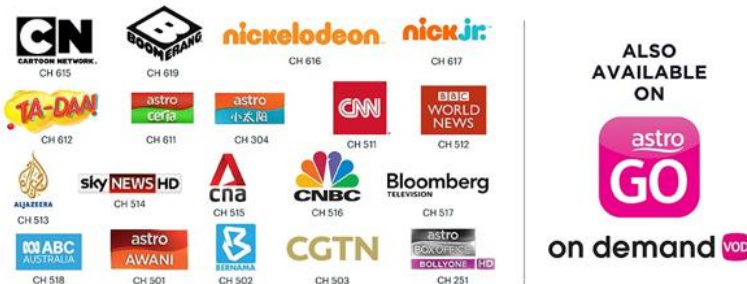 CN
CARTOON NETWORK.
CH 615
B
BOOMERANG
CH 619
nickelodeon
CH 616
nick jr.
CH 617
TA-DAA!
CH 612
astro
ceria
CH 611
astro
小太阳
CH 304
CNN
CH 511
BBC
WORLD
NEWS
CH 512
ALJAZEERA
CH 513
sky NEWS HD
CH 514
cna
CH 515
CNBC
CH 516
Bloomberg
TELEVISION
CH 517
ABC
AUSTRALIA
CH 518
astro
AWANI
CH 501
B
BERNAMA
CH 502
CGTN
CH 503
astro
BOX OFFICE
BOLLYONE HD
CH 251
ALSO
AVAILABLE
ON
astro
GO
on demand VOD